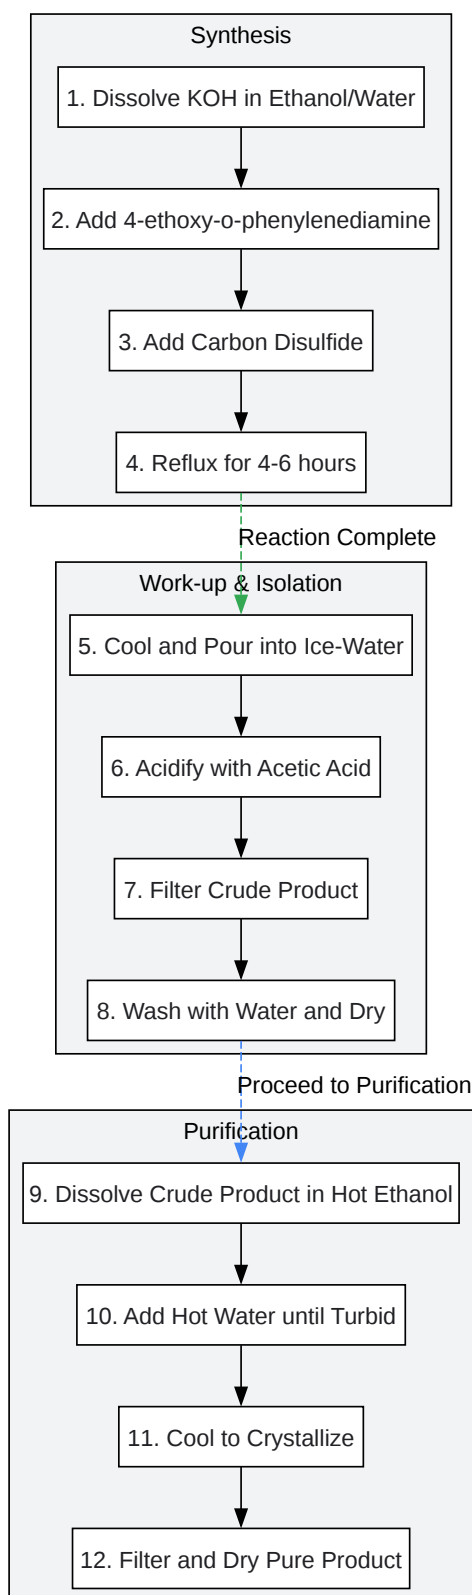 Synthesis
1. Dissolve KOH in Ethanol/Water
2. Add 4-ethoxy-o-phenylenediamine
3. Add Carbon Disulfide
4. Reflux for 4-6 hours
Reaction Complete
Work-up & Isolation
5. Cool and Pour into Ice-Water
6. Acidify with Acetic Acid
7. Filter Crude Product
8. Wash with Water and Dry
Proceed to Purification
Purification
9. Dissolve Crude Product in Hot Ethanol
10. Add Hot Water until Turbid
11. Cool to Crystallize
12. Filter and Dry Pure Product